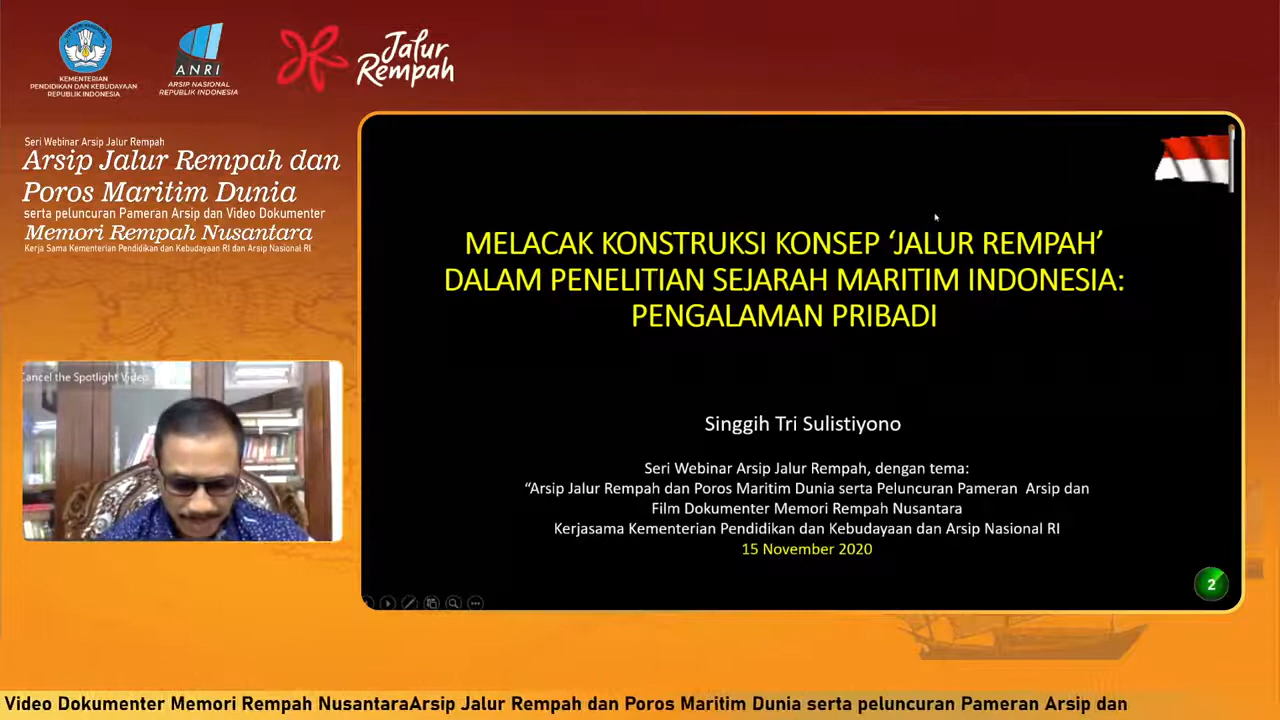 KEMENTERIAN
PENDIDIKAN DAN KEBUDAYAAN
REPUBLIK INDONESIA
ANRI
ARSIP NASIONAL
REPUBLIK INDONESIA
Jalur
Rempah
Seri Webinar Arsip Jalur Rempah
Arsip Jalur Rempah dan
Poros Maritim Dunia
serta peluncuran Pameran Arsip dan Video Dokumenter
Memori Rempah Nusantara
Kerja Sama Kementerian Pendidikan dan Kebudayaan RI dan Arsip Nasional RI
Cancel the Spotlight Video
MELACAK KONSTRUKSI KONSEP ‘JALUR REMPAH’
DALAM PENELITIAN SEJARAH MARITIM INDONESIA:
PENGALAMAN PRIBADI
Singgih Tri Sulistiyono
Seri Webinar Arsip Jalur Rempah, dengan tema:
“Arsip Jalur Rempah dan Poros Maritim Dunia serta Peluncuran Pameran Arsip dan
Film Dokumenter Memori Rempah Nusantara
Kerjasama Kementerian Pendidikan dan Kebudayaan dan Arsip Nasional RI
15 November 2020
2
Video Dokumenter Memori Rempah NusantaraArsip Jalur Rempah dan Poros Maritim Dunia serta peluncuran Pameran Arsip dan